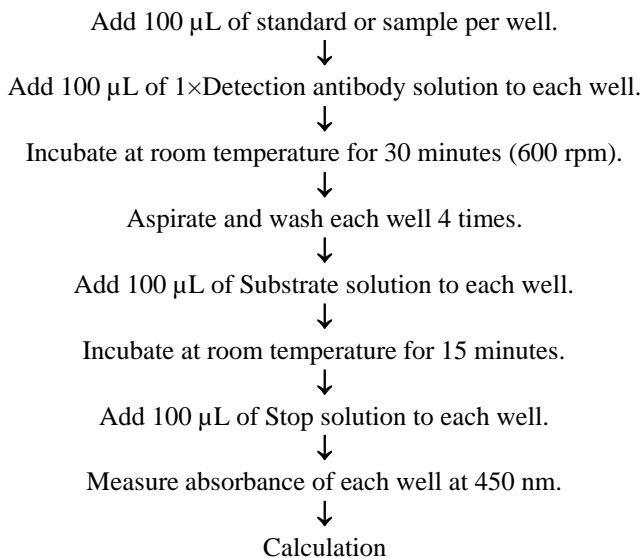 Add 100 µL of standard or sample per well.
↓
Add 100 µL of 1×Detection antibody solution to each well.
↓
Incubate at room temperature for 30 minutes (600 rpm).
↓
Aspirate and wash each well 4 times.
↓
Add 100 µL of Substrate solution to each well.
↓
Incubate at room temperature for 15 minutes.
↓
Add 100 µL of Stop solution to each well.
↓
Measure absorbance of each well at 450 nm.
↓
Calculation